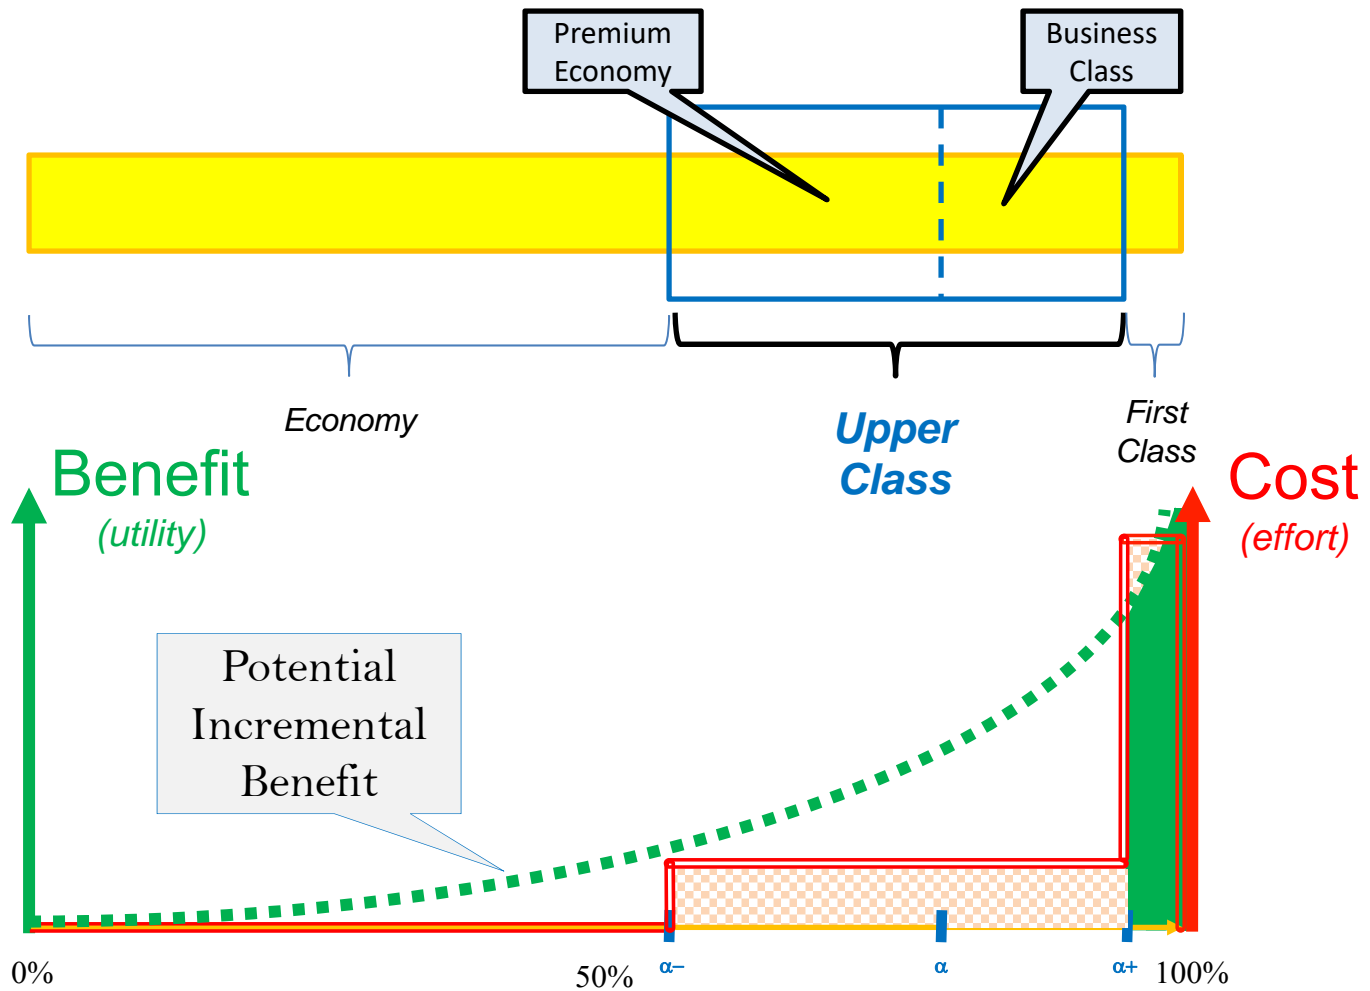 Premium
Economy
Business
Class
Economy
Upper
Class
First
Class
Benefit
(utility)
Cost
(effort)
Potential
Incremental
Benefit
0%
50%
α−
α
α+
100%